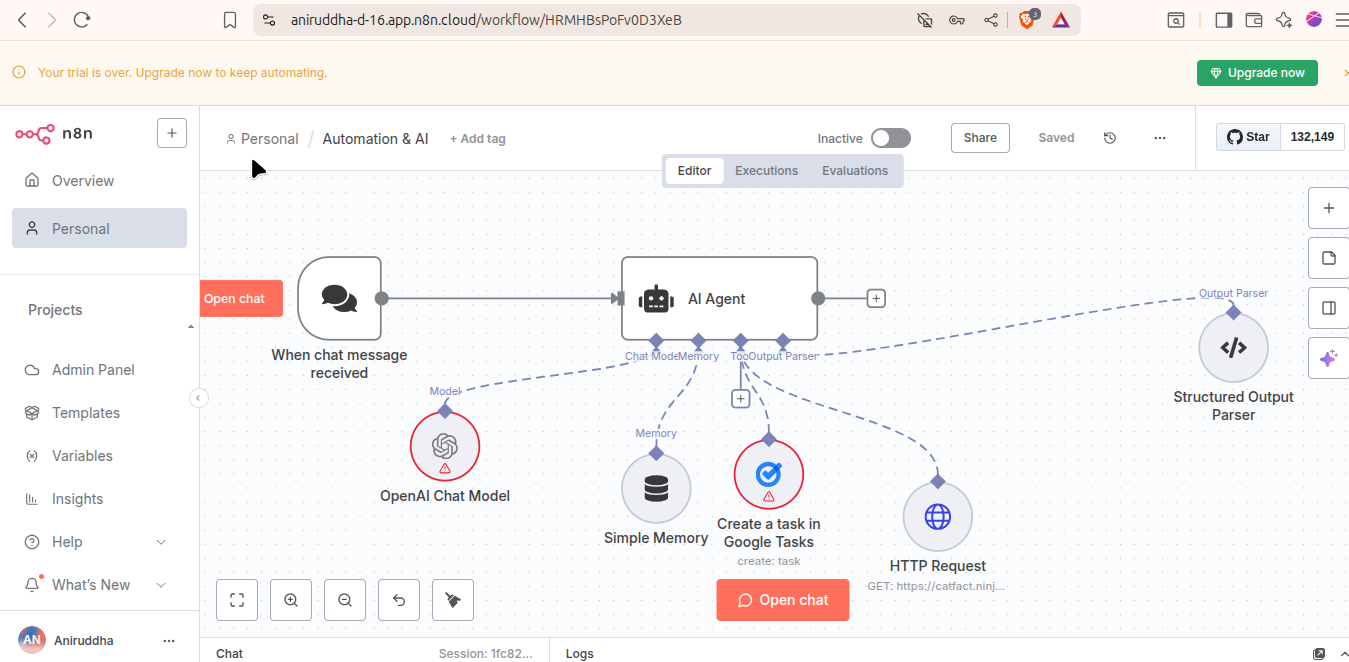 aniruddha-d-16.app.n8n.cloud/workflow/HRMHBsPoFv0D3XeB
3
Your trial is over. Upgrade now to keep automating.
Upgrade now
n8n
Personal / Automation & AI
+ Add tag
Inactive
Share
Saved
Star
132,149
Editor
Executions
Evaluations
Overview
Personal
Projects
Admin Panel
Templates
Variables
Insights
Help
What's New
AN
Aniruddha
Open chat
When chat message
received
AI Agent
Chat Mode
Memory
Too
Output Parser
Output Parser
Structured Output
Parser
Model
OpenAI Chat Model
Memory
Simple Memory
Create a task in
Google Tasks
create: task
HTTP Request
GET: https://catfact.ninj...
Open chat
Chat
Session: 1fc82...
Logs